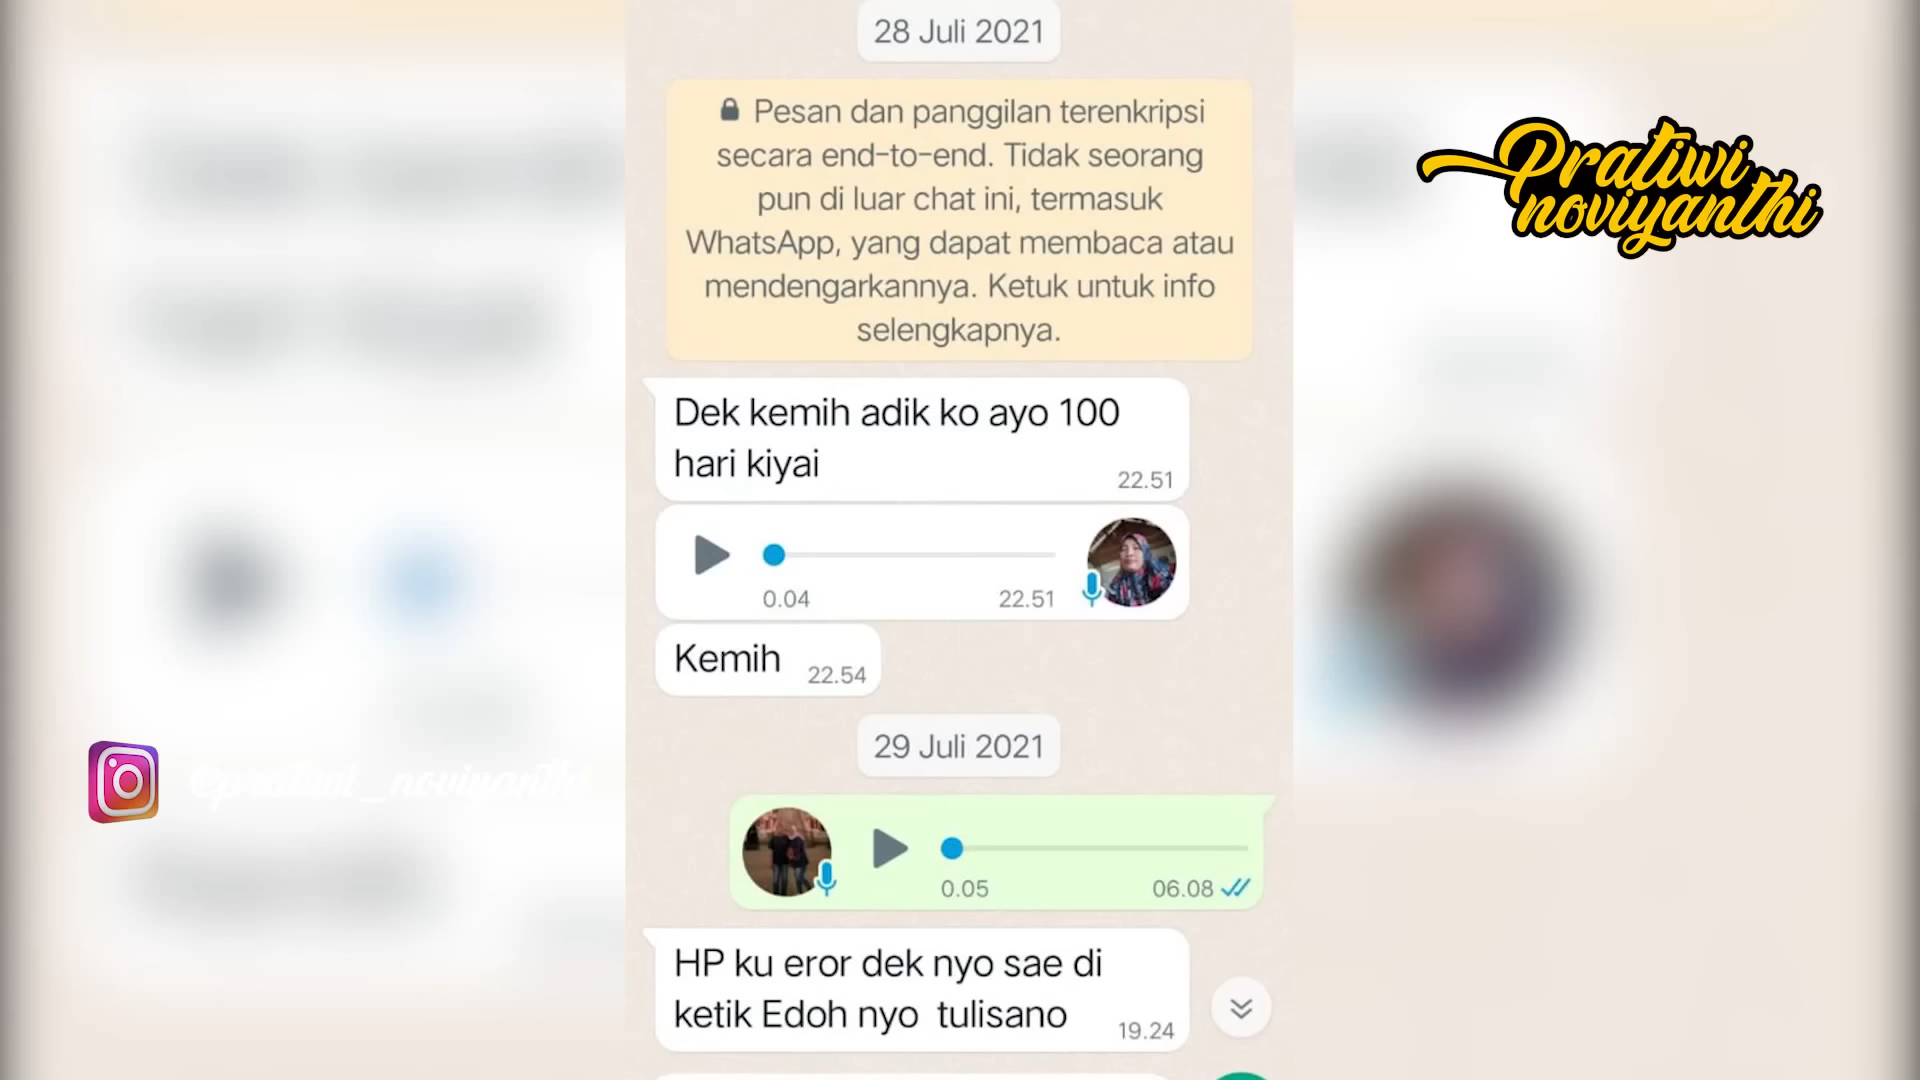 28 Juli 2021
Pesan dan panggilan terenkripsi
secara end-to-end. Tidak seorang
pun di luar chat ini, termasuk
WhatsApp, yang dapat membaca atau
mendengarkannya. Ketuk untuk info
selengkapnya.
Pratiwi
noviyanthi
Dek kemih adik ko ayo 100
hari kiyai
22.51
0.04
22.51
Kemih
22.54
29 Juli 2021
@pratiwi_noviyanthi
0.05
06.08
HP ku eror dek nyo sae di
ketik Edoh nyo tulisano
19.24